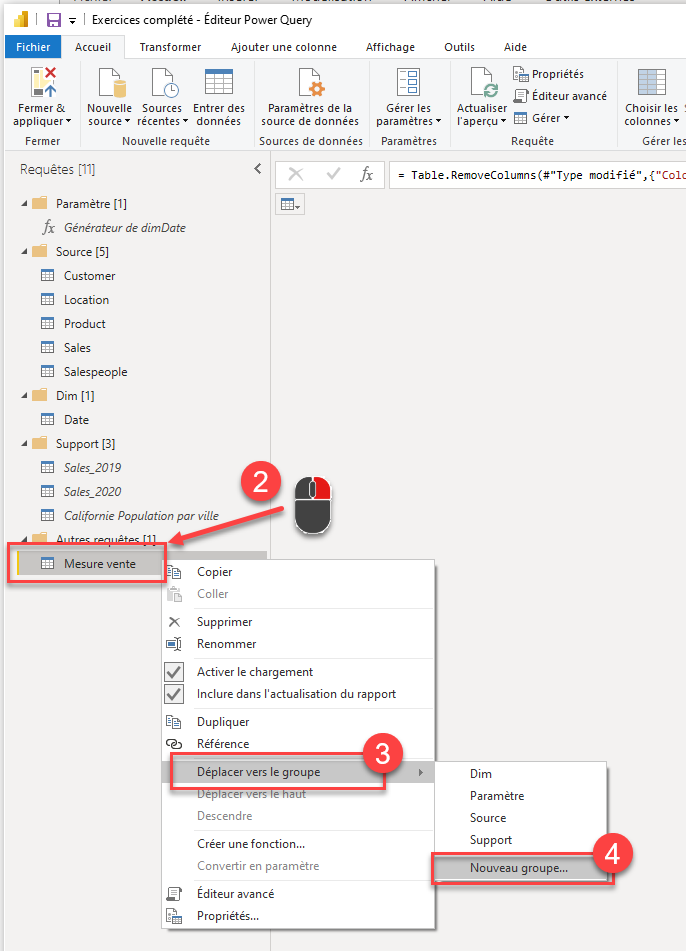 Exercices complété - Éditeur Power Query
Fichier Accueil Transformer Ajouter une colonne Affichage Outils Aide
Fermer & appliquer
Nouvelle source
Sources récentes
Entrer des données
Paramètres de la source de données
Gérer les paramètres
Actualiser l'aperçu
Propriétés
Éditeur avancé
Gérer
Choisir les colonnes
Fermer
Nouvelle requête
Sources de données
Paramètres
Requête
Gérer les
Requêtes [11]
fx
= Table.RemoveColumns(#"Type modifié",{"Colo
Paramètre [1]
fx Générateur de dimDate
Source [5]
Customer
Location
Product
Sales
Salespeople
Dim [1]
Date
Support [3]
Sales_2019
Sales_2020
Californie Population par ville
2
Autres requêtes [1]
Mesure vente
Copier
Coller
Supprimer
Renommer
Activer le chargement
Inclure dans l'actualisation du rapport
Dupliquer
Référence
3
Déplacer vers le groupe
Déplacer vers le haut
Descendre
Créer une fonction...
Convertir en paramètre
Éditeur avancé
Propriétés...
Dim
Paramètre
Source
Support
4
Nouveau groupe...